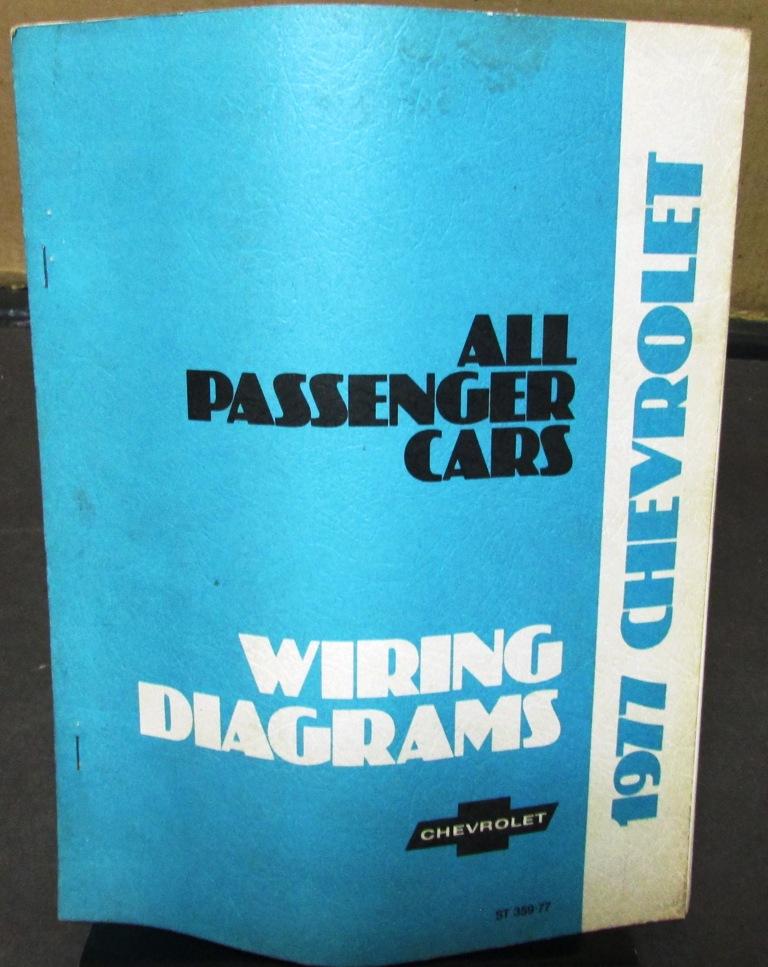 ALL
PASSENGER
CARS
WIRING
DIAGRAMS
CHEVROLET
ST 359-77
1977 CHEVROLET